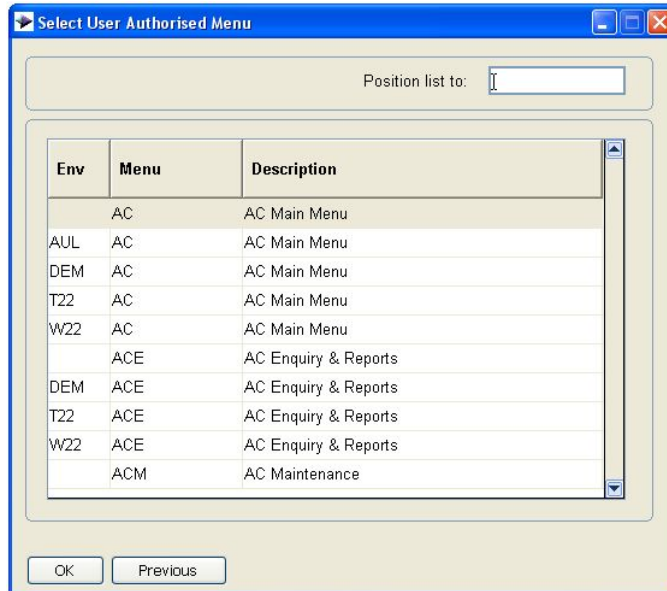 Select User Authorised Menu
Position list to:
Env Menu Description
AC AC Main Menu
AUL AC AC Main Menu
DEM AC AC Main Menu
T22 AC AC Main Menu
W22 AC AC Main Menu
ACE AC Enquiry & Reports
DEM ACE AC Enquiry & Reports
T22 ACE AC Enquiry & Reports
W22 ACE AC Enquiry & Reports
ACM AC Maintenance
OK Previous